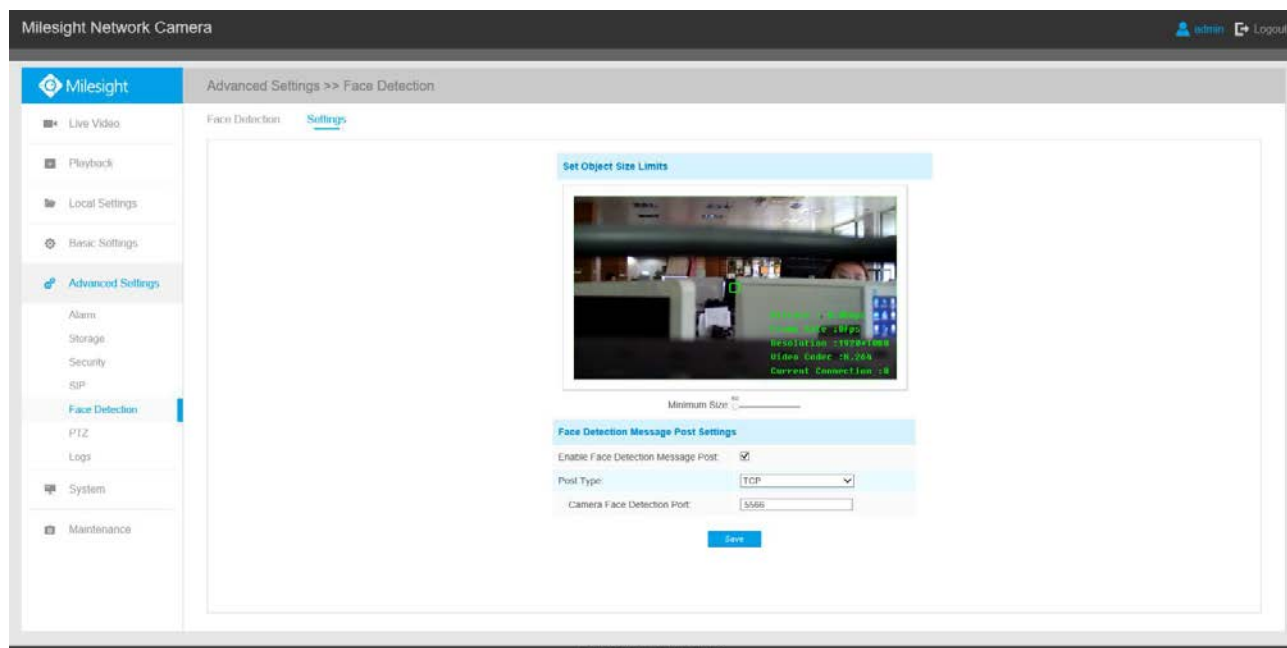 Milesight Network Camera
admin
Logout
Milesight
Advanced Settings >> Face Detection
Live Video
Playback
Local Settings
Basic Settings
Advanced Settings
Alarm
Storage
Security
SIP
Face Detection
PTZ
Logs
System
Maintenance
Face Detection
Settings
Set Object Size Limits
Resolution :1920*1080
Video Codec :H.264
Current Connection :0
Minimum Size:
Face Detection Message Post Settings
Enable Face Detection Message Post:
Post Type:
TCP
Camera Face Detection Port:
5566
Save